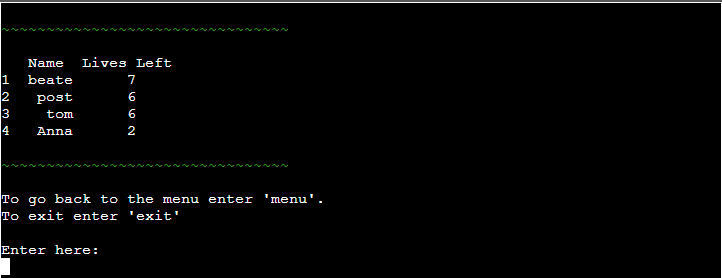 ~~~~~~~~~~~~~~~~~~~~~~~~~~~~~~~~
Name Lives Left
1 beate 7
2 post 6
3 tom 6
4 Anna 2
~~~~~~~~~~~~~~~~~~~~~~~~~~~~~~~~
To go back to the menu enter 'menu'.
To exit enter 'exit'
Enter here: